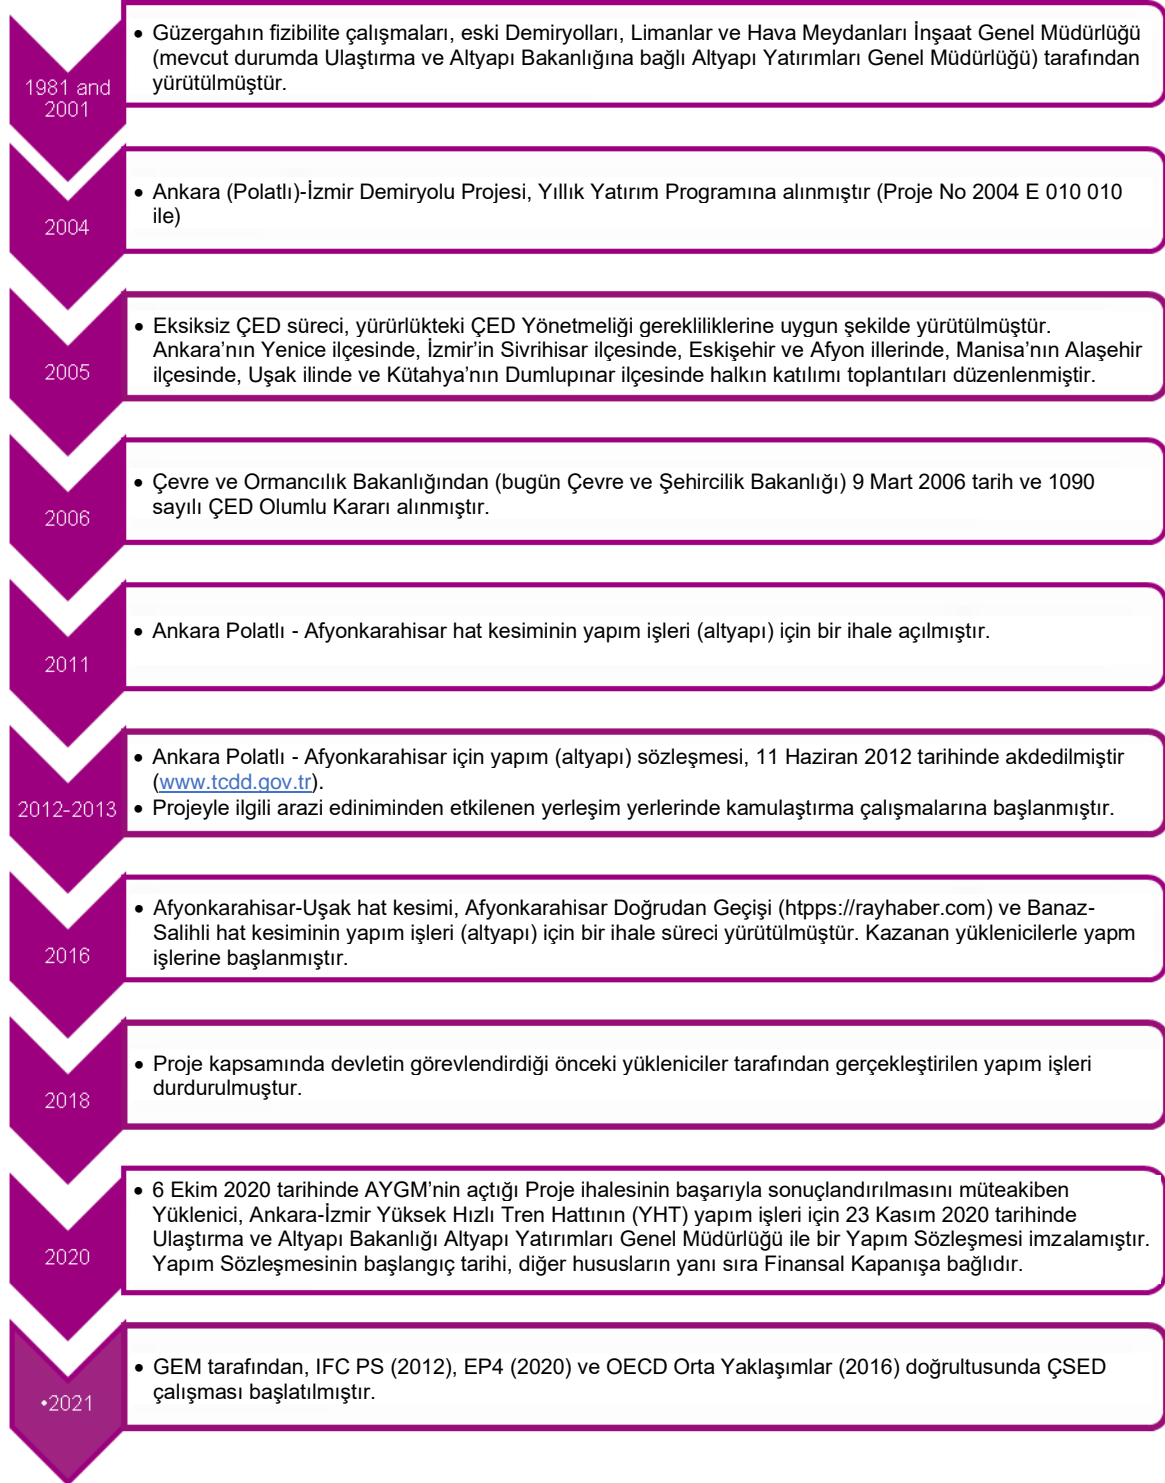 1981 and
2001
• Güzergahın fizibilite çalışmaları, eski Demiryolları, Limanlar ve Hava Meydanları İnşaat Genel Müdürlüğü
(mevcut durumda Ulaştırma ve Altyapı Bakanlığına bağlı Altyapı Yatırımları Genel Müdürlüğü) tarafından
yürütülmüştür.
2004
• Ankara (Polatlı)-İzmir Demiryolu Projesi, Yıllık Yatırım Programına alınmıştır (Proje No 2004 E 010 010
ile)
2005
• Eksiksiz ÇED süreci, yürürlükteki ÇED Yönetmeliği gerekliliklerine uygun şekilde yürütülmüştür.
Ankara’nın Yenice ilçesinde, İzmir’in Sivrihisar ilçesinde, Eskişehir ve Afyon illerinde, Manisa’nın Alaşehir
ilçesinde, Uşak ilinde ve Kütahya’nın Dumlupınar ilçesinde halkın katılımı toplantıları düzenlenmiştir.
2006
• Çevre ve Ormancılık Bakanlığından (bugün Çevre ve Şehircilik Bakanlığı) 9 Mart 2006 tarih ve 1090
sayılı ÇED Olumlu Kararı alınmıştır.
2011
• Ankara Polatlı - Afyonkarahisar hat kesiminin yapım işleri (altyapı) için bir ihale açılmıştır.
2012-2013
• Ankara Polatlı - Afyonkarahisar için yapım (altyapı) sözleşmesi, 11 Haziran 2012 tarihinde akdedilmiştir
(www.tcdd.gov.tr).
• Projeyle ilgili arazi ediniminden etkilenen yerleşim yerlerinde kamulaştırma çalışmalarına başlanmıştır.
2016
• Afyonkarahisar-Uşak hat kesimi, Afyonkarahisar Doğrudan Geçişi (htpps://rayhaber.com) ve Banaz-
Salihli hat kesiminin yapım işleri (altyapı) için bir ihale süreci yürütülmüştür. Kazanan yüklenicilerle yapm
işlerine başlanmıştır.
2018
• Proje kapsamında devletin görevlendirdiği önceki yükleniciler tarafından gerçekleştirilen yapım işleri
durdurulmuştur.
2020
• 6 Ekim 2020 tarihinde AYGM’nin açtığı Proje ihalesinin başarıyla sonuçlandırılmasını müteakiben
Yüklenici, Ankara-İzmir Yüksek Hızlı Tren Hattının (YHT) yapım işleri için 23 Kasım 2020 tarihinde
Ulaştırma ve Altyapı Bakanlığı Altyapı Yatırımları Genel Müdürlüğü ile bir Yapım Sözleşmesi imzalamıştır.
Yapım Sözleşmesinin başlangıç tarihi, diğer hususların yanı sıra Finansal Kapanışa bağlıdır.
•2021
• GEM tarafından, IFC PS (2012), EP4 (2020) ve OECD Orta Yaklaşımlar (2016) doğrultusunda ÇSED
çalışması başlatılmıştır.